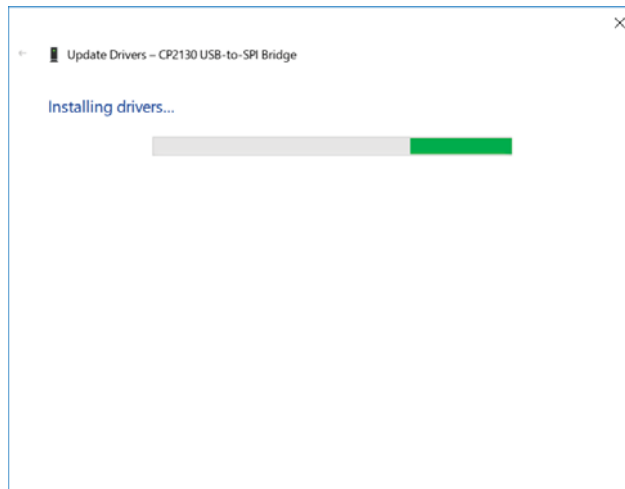 Update Drivers – CP2130 USB-to-SPI Bridge
Installing drivers...